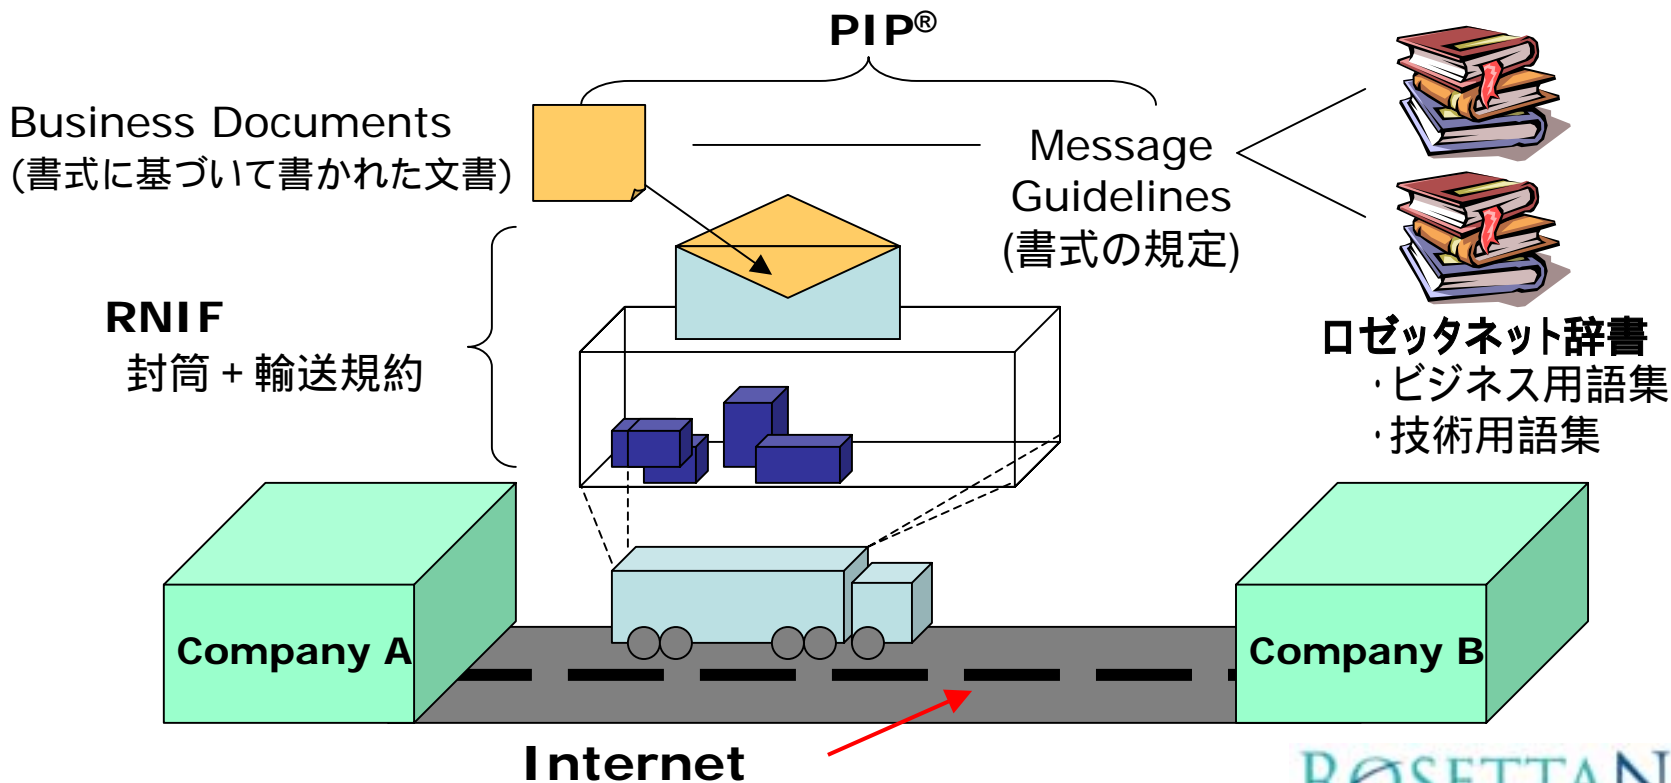 PIP®
Business Documents
(書式に基づいて書かれた文書)
Message
Guidelines
(書式の規定)
RNIF
封筒 + 輸送規約
ロゼッタネット辞書
・ビジネス用語集
・技術用語集
Company A
Company B
Internet
ROSETTAN